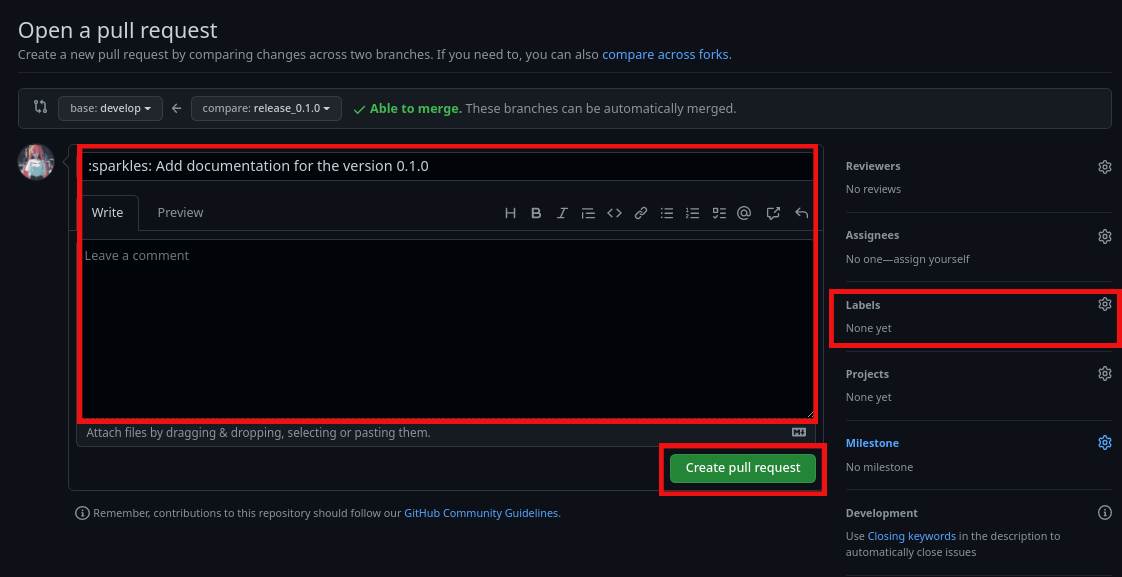 Open a pull request
Create a new pull request by comparing changes across two branches. If you need to, you can also compare across forks.
base: develop compare: release_0.1.0 Able to merge. These branches can be automatically merged.
:sparkles: Add documentation for the version 0.1.0
Write Preview
Leave a comment
Attach files by dragging & dropping, selecting or pasting them.
Create pull request
Remember, contributions to this repository should follow our GitHub Community Guidelines.
Reviewers
No reviews
Assignees
No one—assign yourself
Labels
None yet
Projects
None yet
Milestone
No milestone
Development
Use Closing keywords in the description to
automatically close issues